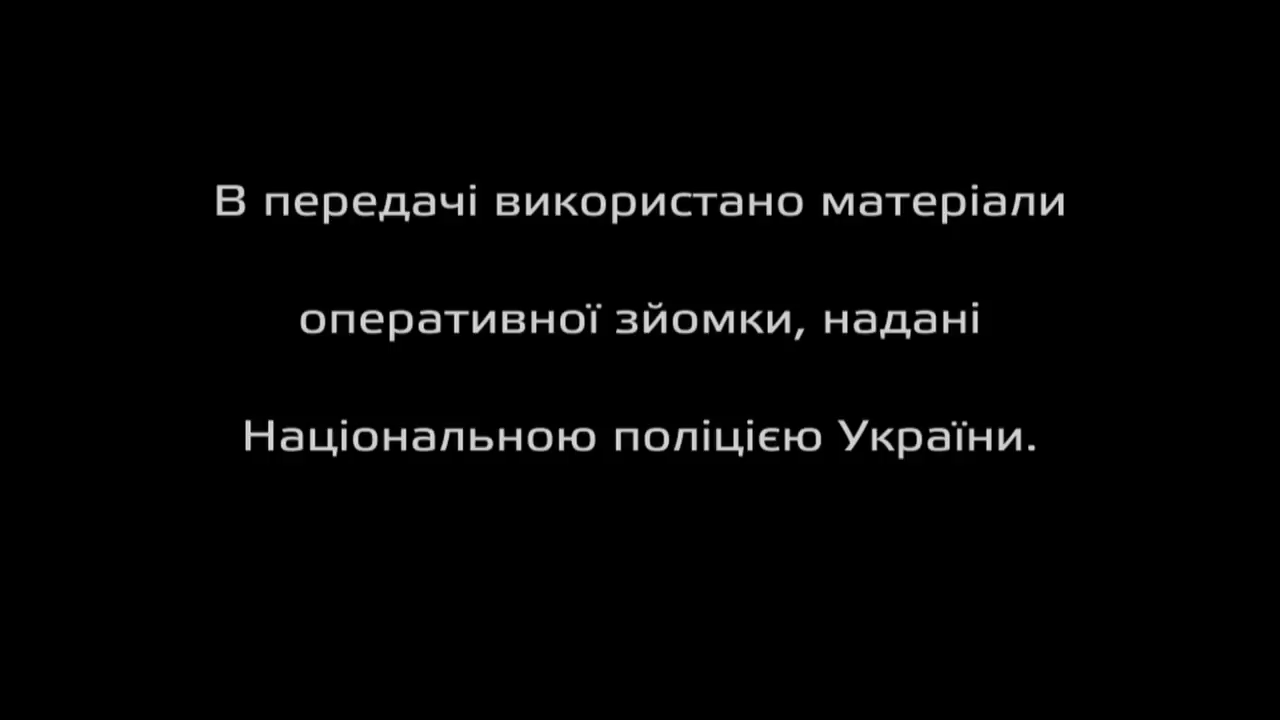 В передачі використано матеріали
оперативної зйомки, надані
Національною поліцією України.